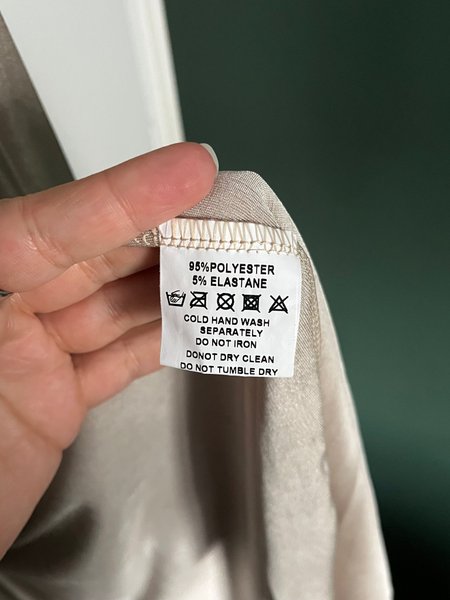 95%POLYESTER
5% ELASTANE
COLD HAND WASH
SEPARATELY
DO NOT IRON
DONOT DRY CLEAN
DO NOT TUMBLE DRY